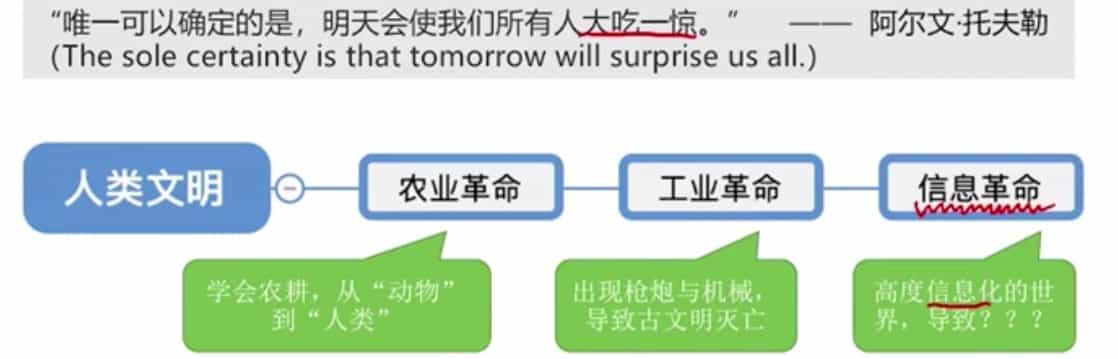 “唯一可以确定的是，明天会使我们所有人大吃一惊。” —— 阿尔文·托夫勒
(The sole certainty is that tomorrow will surprise us all.)
人类文明
农业革命
工业革命
信息革命
学会农耕，从“动物”
到“人类”
出现枪炮与机械，
导致古文明灭亡
高度信息化的世
界，导致？？？